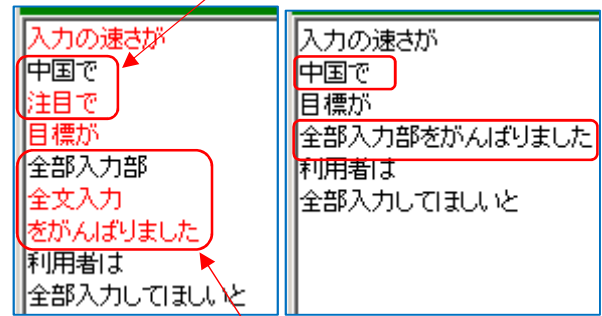 入力の速さが
中国で
注目で
目標が
全部入力部
全文入力
をがんばりました
利用者は
全部入力してほしいと
入力の速さが
中国で
目標が
全部入力部をがんばりました
利用者は
全部入力してほしいと